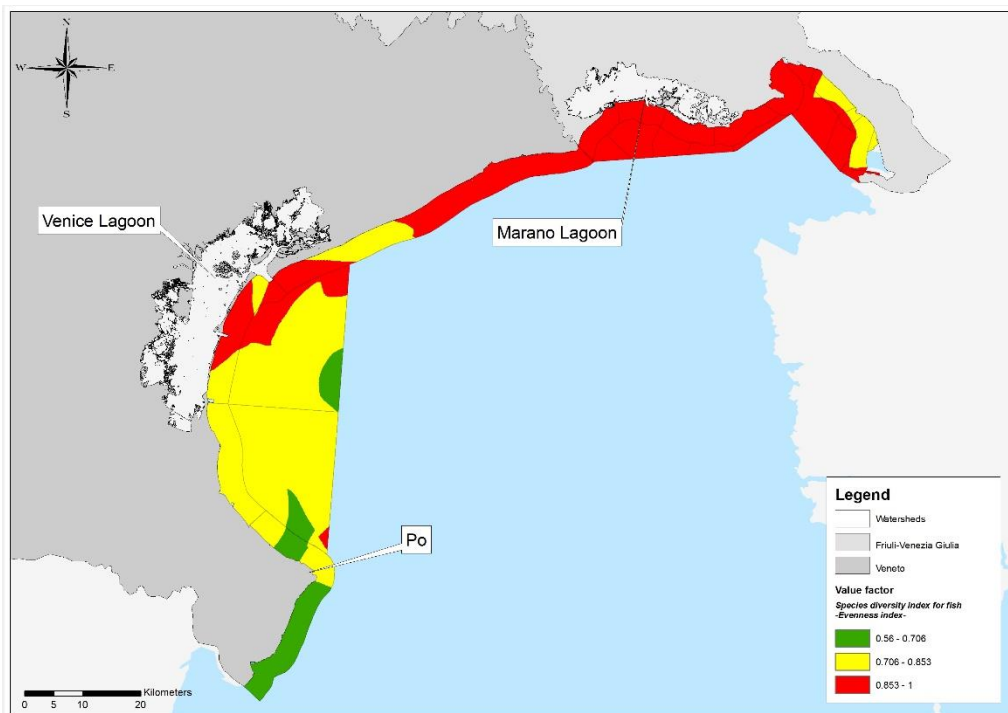 N
W E
S
Venice Lagoon
Marano Lagoon
Po
Legend
Watersheds
Friuli-Venezia Giulia
Veneto
Value factor
Species diversity index for fish
-Evenness index-
0.56 - 0.706
0.706 - 0.853
0.853 - 1
Kilometers
0 5 10 20